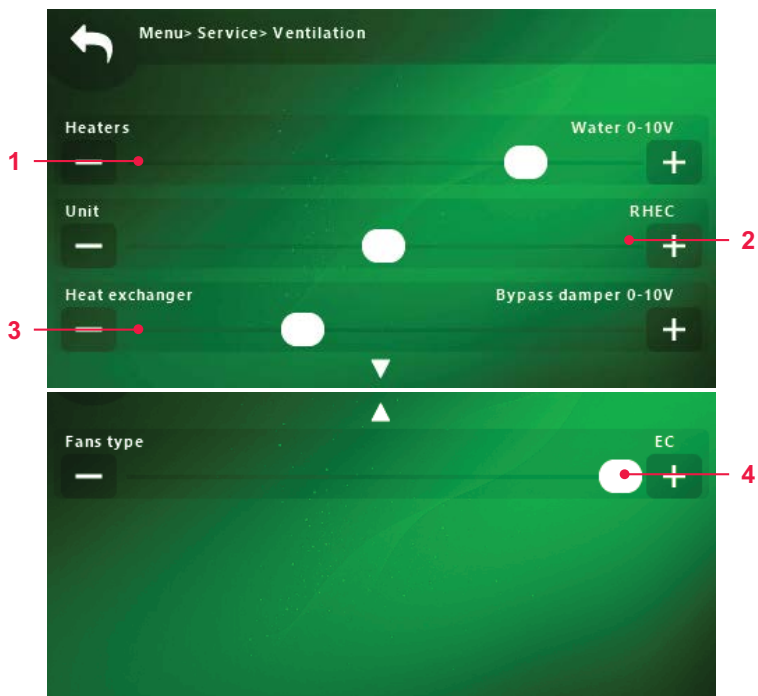 Menu> Service> Ventilation
Heaters Water 0-10V
1
Unit RHEC
2
Heat exchanger Bypass damper 0-10V
3
Fans type EC
4